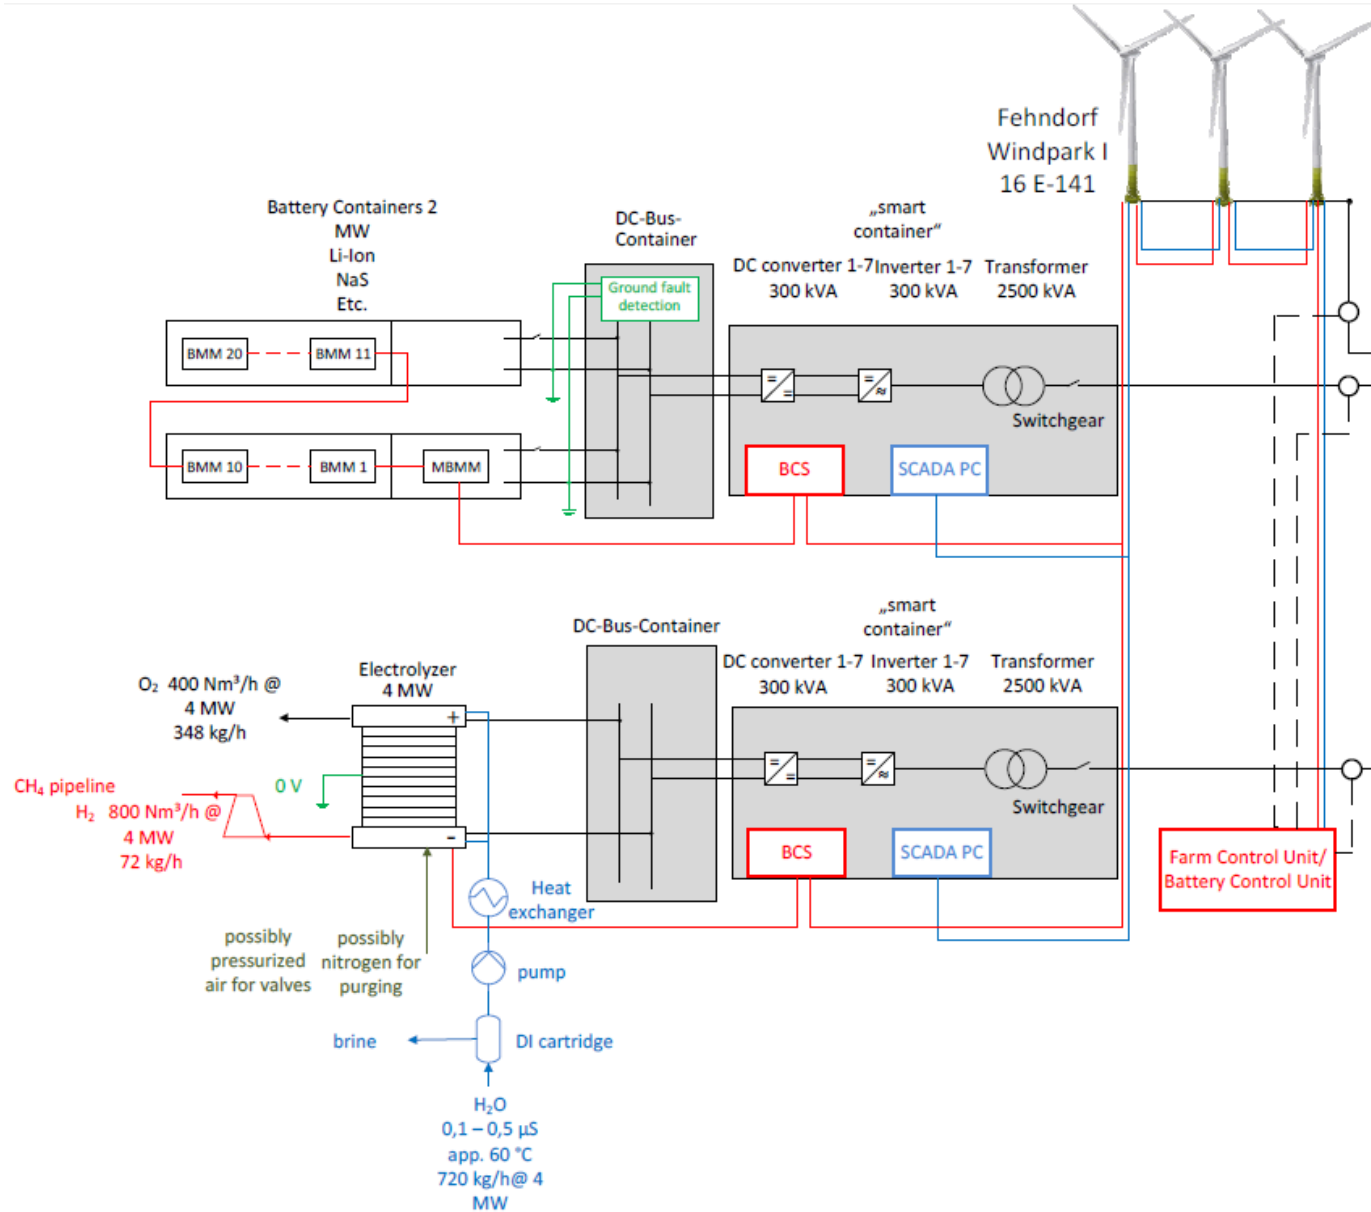 Fehndorf
Windpark I
16 E-141
Battery Containers 2
MW
Li-Ion
NaS
Etc.
DC-Bus-
Container
„smart
container“
DC converter 1-7
300 kVA
Inverter 1-7
300 kVA
Transformer
2500 kVA
Ground fault
detection
BMM 20
BMM 11
BMM 10
BMM 1
MBMM
Switchgear
BCS
SCADA PC
„smart
container“
DC-Bus-Container
DC converter 1-7
300 kVA
Inverter 1-7
300 kVA
Transformer
2500 kVA
Electrolyzer
4 MW
O₂ 400 Nm³/h @
4 MW
348 kg/h
+
0 V
CH₄ pipeline
H₂ 800 Nm³/h @
4 MW
72 kg/h
-
Switchgear
BCS
SCADA PC
Farm Control Unit/
Battery Control Unit
Heat
exchanger
possibly
pressurized
air for valves
possibly
nitrogen for
purging
pump
brine
DI cartridge
H₂O
0,1 – 0,5 µS
app. 60 °C
720 kg/h@ 4
MW